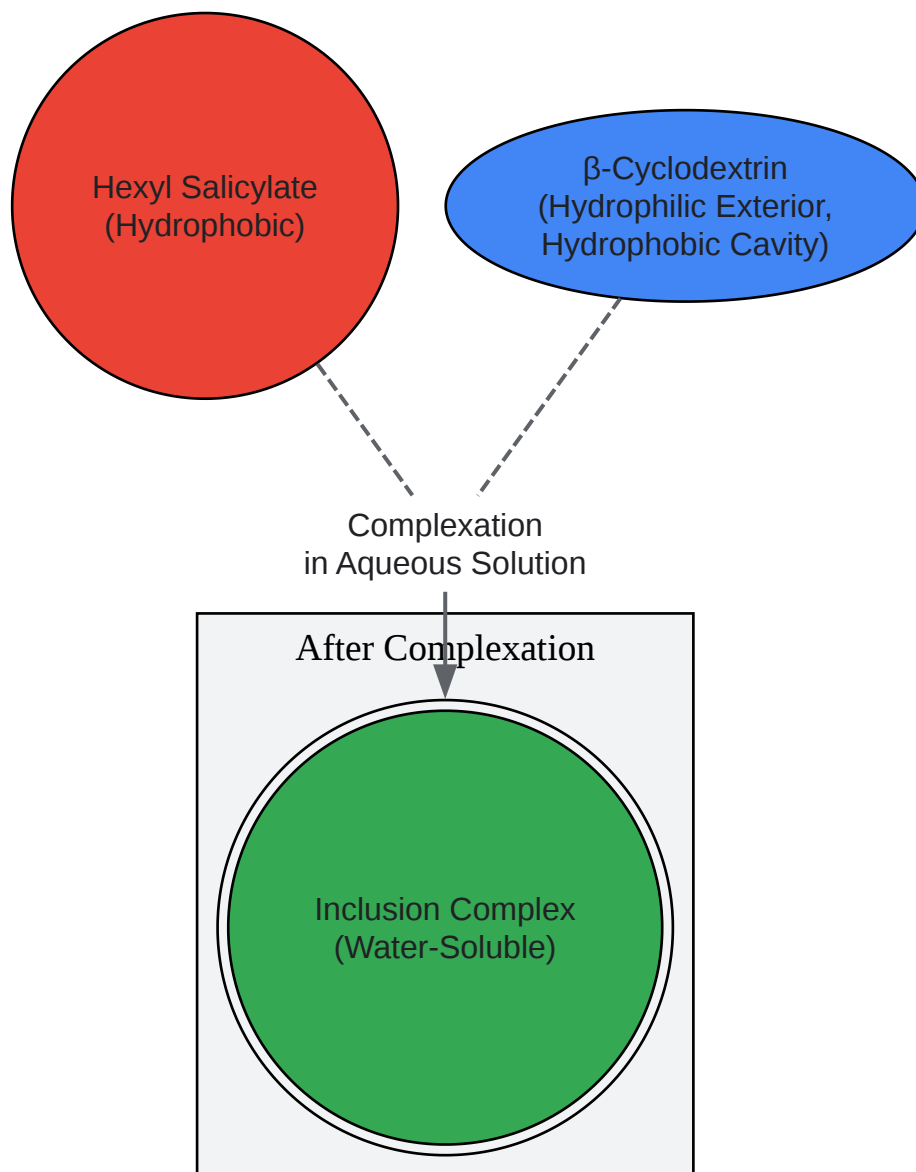 Hexyl Salicylate
(Hydrophobic)
β-Cyclodextrin
(Hydrophilic Exterior,
Hydrophobic Cavity)
Complexation
in Aqueous Solution
After Complexation
Inclusion Complex
(Water-Soluble)